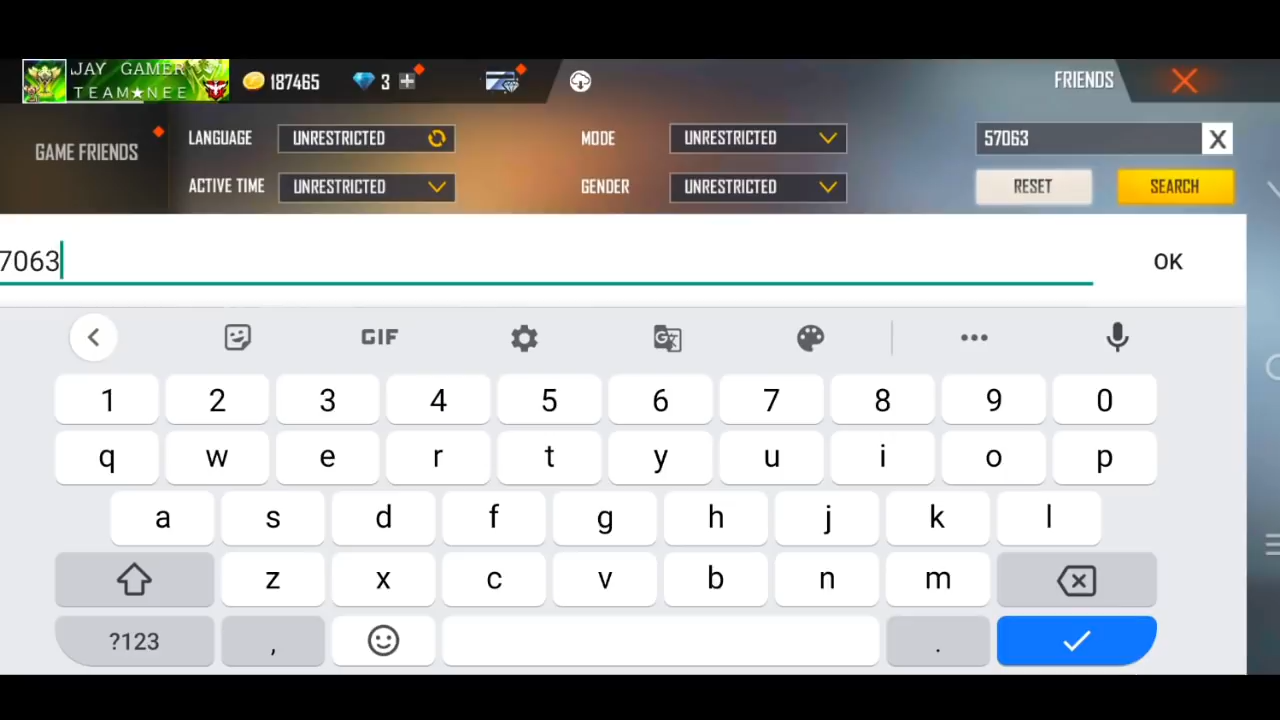 JAY GAMER
TEAM★NEE
187465
3
FRIENDS
GAME FRIENDS
LANGUAGE UNRESTRICTED
MODE UNRESTRICTED
57063 X
ACTIVE TIME UNRESTRICTED
GENDER UNRESTRICTED
RESET SEARCH
7063
OK
GIF
1 2 3 4 5 6 7 8 9 0
q w e r t y u i o p
a s d f g h j k l
z x c v b n m
?123 , .